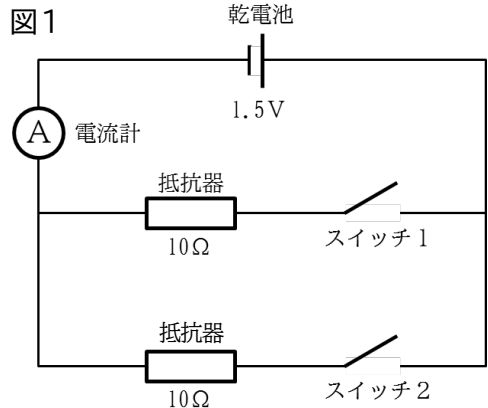 図1
乾電池
1.5V
A 電流計
抵抗器
10Ω
スイッチ1
抵抗器
10Ω
スイッチ2